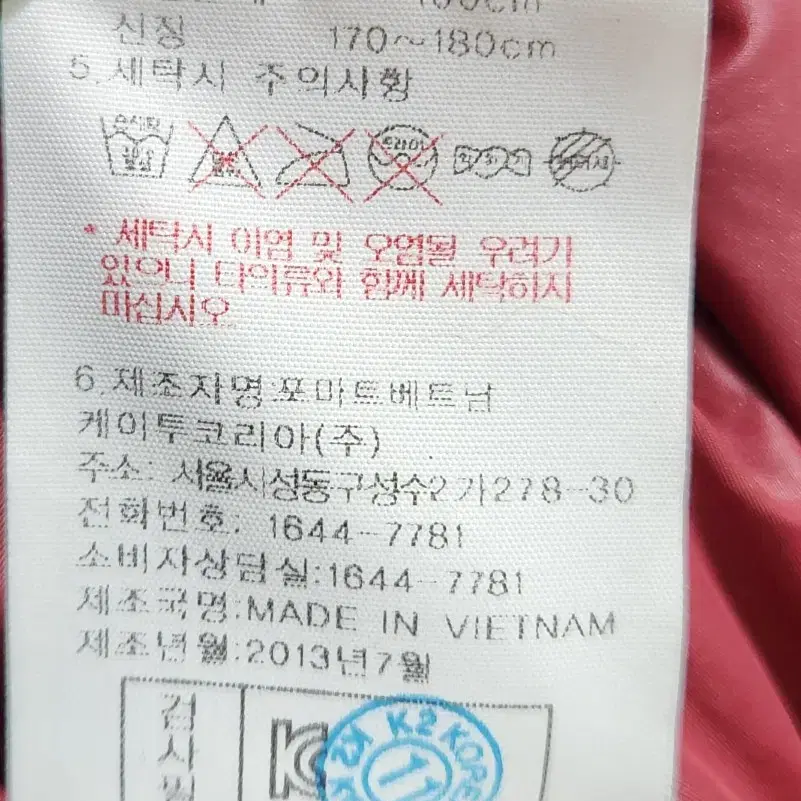 신장 170~180cm
5.세탁시 주의사항
* 세탁시 이염 및 오염될 우려가
있으니 타의류와 함께 세탁하지
마십시오
6.제조자명:포마트베트남
케이투코리아(주)
주소: 서울시성동구성수2가278-30
전화번호: 1644-7781
소비자상담실:1644-7781
제조국명:MADE IN VIETNAM
제조년월:2013년7월
검사필
K2 KOREA
11